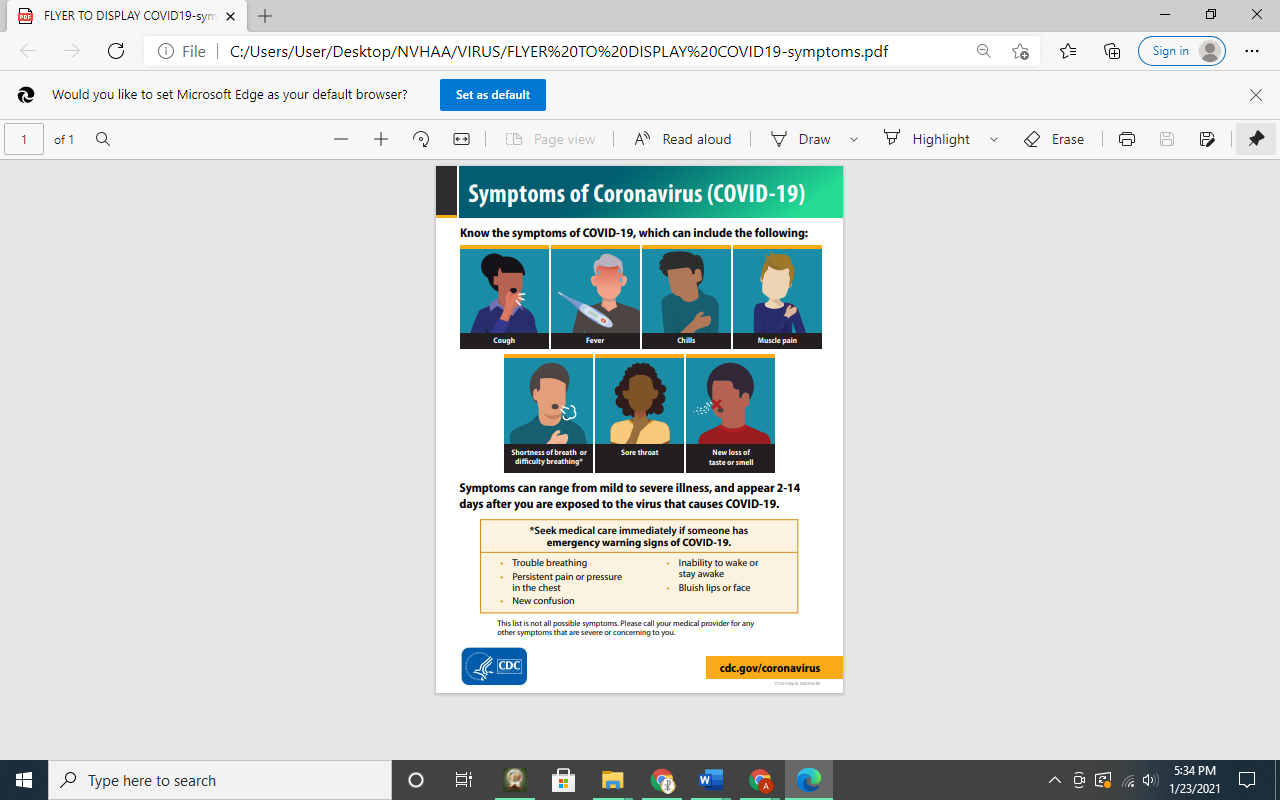 FLYER TO DISPLAY COVID19-sym
File
C:/Users/User/Desktop/NVHAA/VIRUS/FLYER%20TO%20DISPLAY%20COVID19-symptoms.pdf
Sign in
Would you like to set Microsoft Edge as your default browser?
Set as default
1 of 1
Page view
Read aloud
Draw
Highlight
Erase
Symptoms of Coronavirus (COVID-19)
Know the symptoms of COVID-19, which can include the following:
Cough
Fever
Chills
Muscle pain
Shortness of breath or
difficulty breathing*
Sore throat
New loss of
taste or smell
Symptoms can range from mild to severe illness, and appear 2-14
days after you are exposed to the virus that causes COVID-19.
*Seek medical care immediately if someone has
emergency warning signs of COVID-19.
• Trouble breathing
• Persistent pain or pressure
in the chest
• New confusion
• Inability to wake or
stay awake
• Bluish lips or face
This list is not all possible symptoms. Please call your medical provider for any
other symptoms that are severe or concerning to you.
CDC
cdc.gov/coronavirus
Type here to search
5:34 PM
1/23/2021